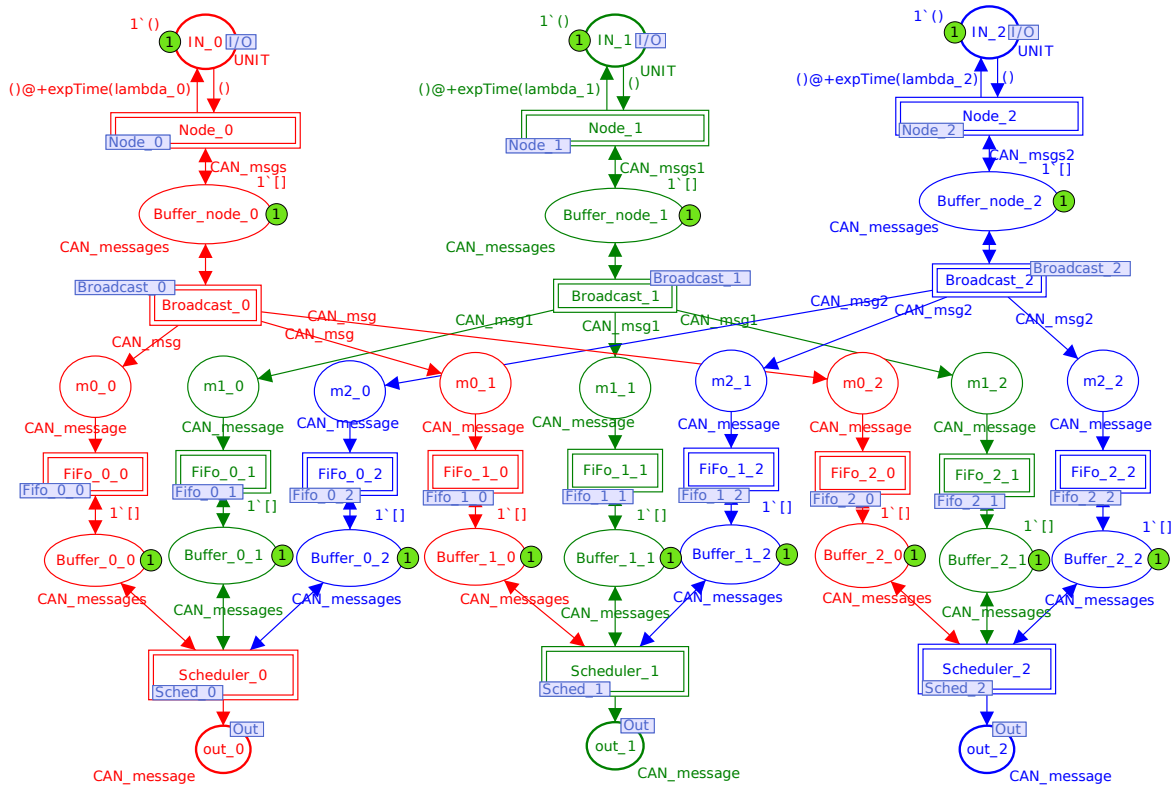 1`() 1`() 1`()
1 IN_0 I/O 1 IN_1 I/O 1 IN_2 I/O
UNIT UNIT UNIT
()@+expTime(lambda_0) () ()@+expTime(lambda_1) () ()@+expTime(lambda_2) ()
Node_0 Node_1 Node_2
Node_0 Node_1 Node_2
CAN_msgs CAN_msgs1 CAN_msgs2
1`[] 1`[] 1`[]
Buffer_node_0 1 Buffer_node_1 1 Buffer_node_2 1
CAN_messages CAN_messages CAN_messages
Broadcast_0 Broadcast_1 Broadcast_2
Broadcast_0 Broadcast_1 Broadcast_2
CAN_msg CAN_msg1 CAN_msg2 CAN_msg2
CAN_msg CAN_msg CAN_msg1 CAN_msg1 CAN_msg2
m0_0 m1_0 m2_0 m0_1 m1_1 m2_1 m0_2 m1_2 m2_2
CAN_message CAN_message CAN_message CAN_message CAN_message CAN_message CAN_message CAN_message CAN_message
FiFo_0_0 FiFo_0_1 FiFo_0_2 FiFo_1_0 FiFo_1_1 FiFo_1_2 FiFo_2_0 FiFo_2_1 FiFo_2_2
Fifo_0_0 Fifo_0_1 Fifo_0_2 Fifo_1_0 Fifo_1_1 Fifo_1_2 Fifo_2_0 Fifo_2_1 Fifo_2_2
1`[] 1`[] 1`[] 1`[] 1`[] 1`[] 1`[] 1`[] 1`[]
Buffer_0_0 1 Buffer_0_1 1 Buffer_0_2 1 Buffer_1_0 1 Buffer_1_1 1 Buffer_1_2 1 Buffer_2_0 1 Buffer_2_1 1 Buffer_2_2 1
CAN_messages CAN_messages CAN_messages CAN_messages CAN_messages CAN_messages CAN_messages CAN_messages CAN_messages
Scheduler_0 Scheduler_1 Scheduler_2
Sched_0 Sched_1 Sched_2
Out Out Out
out_0 out_1 out_2
CAN_message CAN_message CAN_message